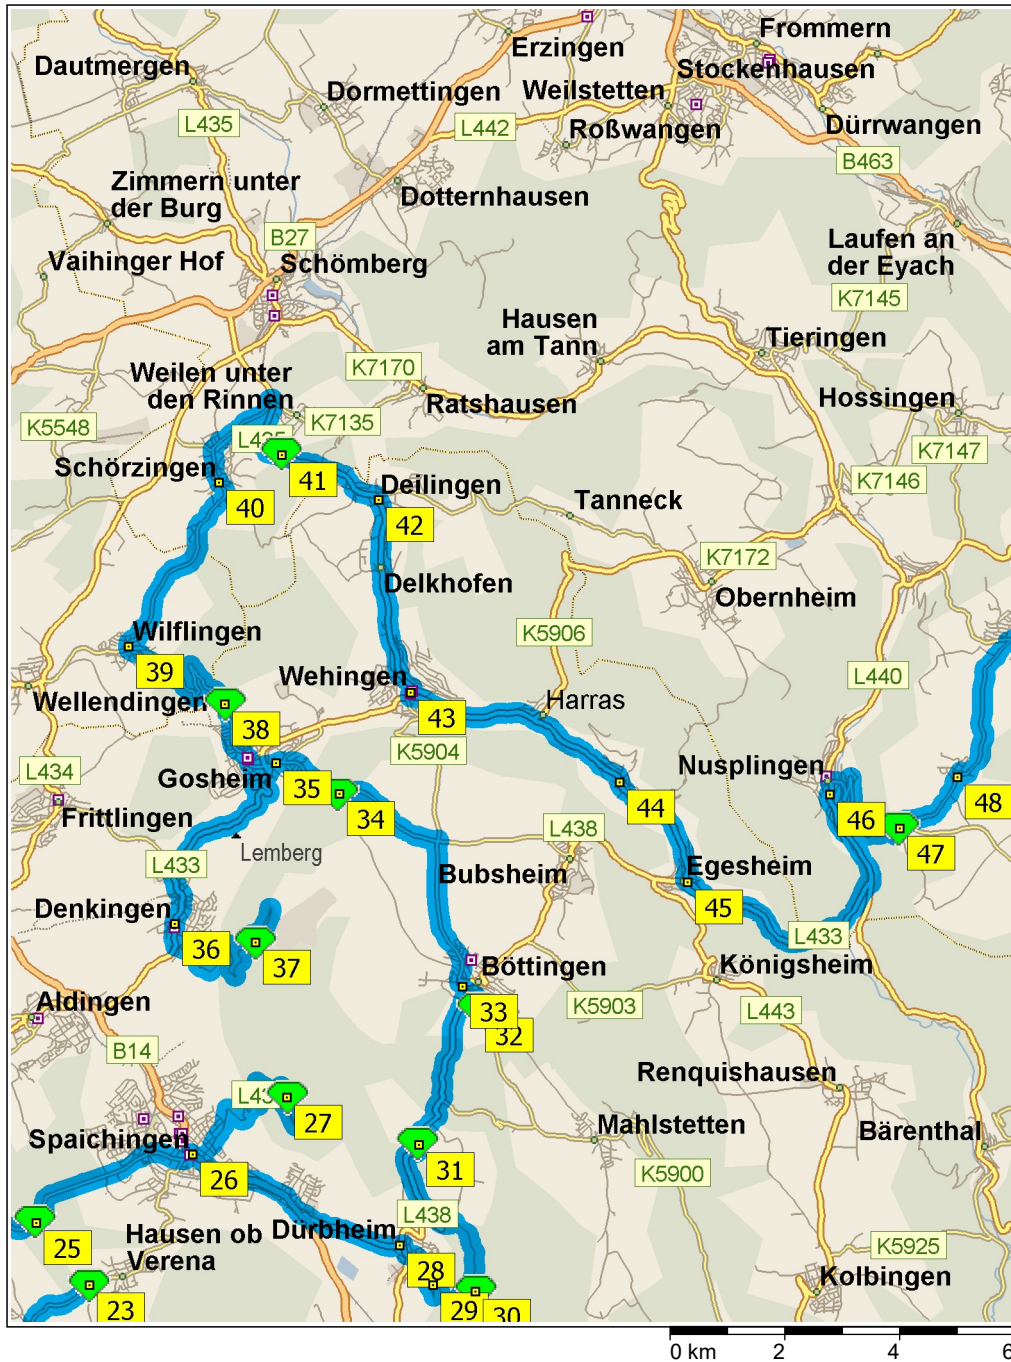 Frommern
Erzingen
Dautmergen
Stockenhausen
Dormettingen
Weilstetten
L435
L442
Roßwangen
Dürrwangen
B463
Zimmern unter
der Burg
Dotternhausen
B27
Laufen an
der Eyach
Vaihinger Hof
Schömberg
K7145
Hausen
am Tann
Tieringen
Weilen unter
den Rinnen
K7170
Ratshausen
Hossingen
K5548
K7135
K7147
Schörzingen
41
Deilingen
K7146
40
42
Tanneck
K7172
Delkhofen
Obernheim
Wilflingen
K5906
39
Wehingen
L440
Wellendingen
Harras
38
43
K5904
L434
Gosheim
35
Nusplingen
34
44
46
48
Frittlingen
L438
Lemberg
47
L433
Bubsheim
Egesheim
Denkingen
45
36
37
L433
Böttingen
Königsheim
Aldingen
33
K5903
L443
32
B14
Renquishausen
27
Mahlstetten
Spaichingen
Bärenthal
26
31
K5900
L438
Hausen ob
Verena
Dürbheim
25
K5925
28
Kolbingen
23
29
30
0 km
2
4
6